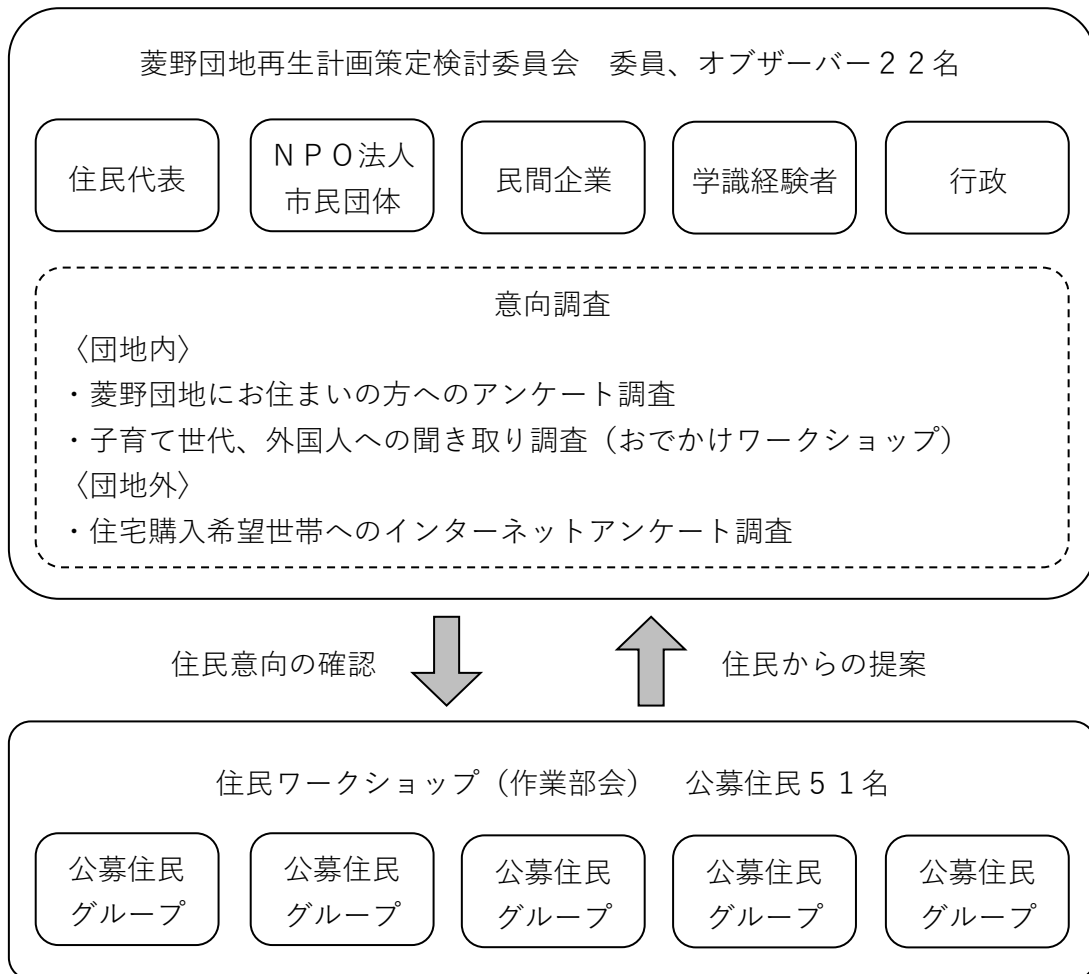 菱野団地再生計画策定検討委員会　委員、オブザーバー２２名
住民代表
ＮＰＯ法人
市民団体
民間企業
学識経験者
行政
意向調査
〈団地内〉
・菱野団地にお住まいの方へのアンケート調査
・子育て世代、外国人への聞き取り調査（おでかけワークショップ）
〈団地外〉
・住宅購入希望世帯へのインターネットアンケート調査
住民意向の確認
住民からの提案
住民ワークショップ（作業部会）　公募住民５１名
公募住民
グループ
公募住民
グループ
公募住民
グループ
公募住民
グループ
公募住民
グループ